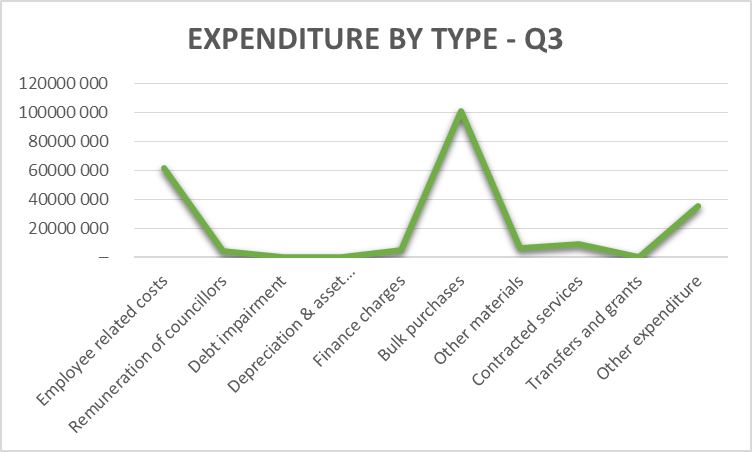 EXPENDITURE BY TYPE - Q3
120000 000
100000 000
80000 000
60000 000
40000 000
20000 000
–
Employee related costs
Remuneration of councillors
Debt impairment
Depreciation & asset...
Finance charges
Bulk purchases
Other materials
Contracted services
Transfers and grants
Other expenditure